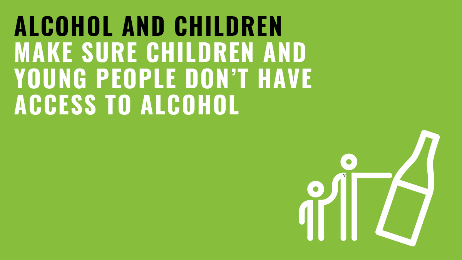 ALCOHOL AND CHILDREN
MAKE SURE CHILDREN AND
YOUNG PEOPLE DON'T HAVE
ACCESS TO ALCOHOL